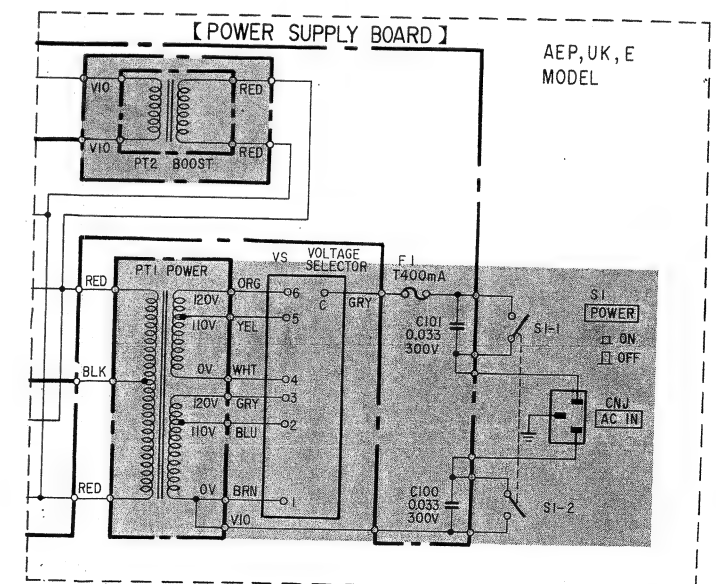 【POWER SUPPLY BOARD】
AEP, UK, E
MODEL
VIO
RED
VIO
RED
PT2 BOOST
PT1 POWER
VS
VOLTAGE
SELECTOR
F1
T400mA
RED
120V
ORG
6
C
GRY
S1
POWER
110V
YEL
5
C101
0.033
300V
S1-1
ON
OFF
BLK
0V
WHT
4
120V
GRY
3
CNJ
AC IN
110V
BLU
2
RED
0V
BRN
1
C100
0.033
300V
S1-2
VIO